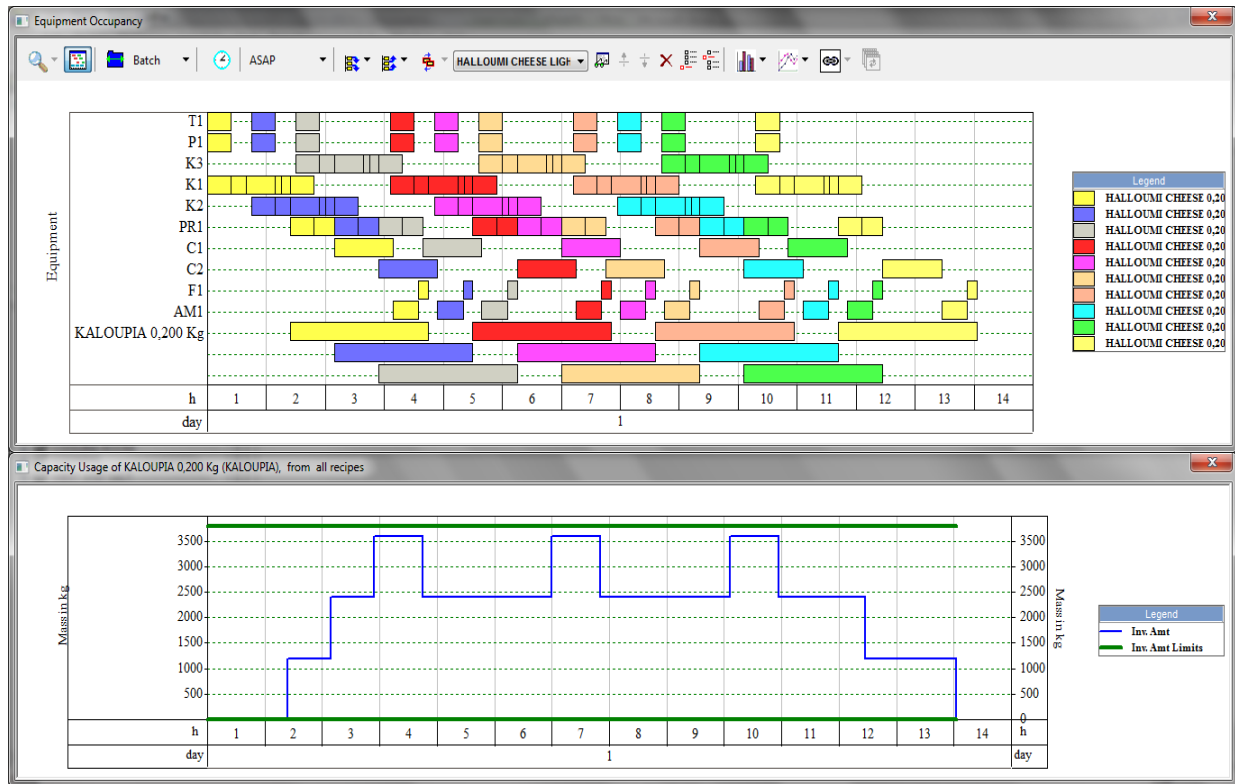 Equipment Occupancy
X
Batch
ASAP
HALLOUMI CHEESE LIGH
Equipment
T1
P1
K3
K1
K2
PR1
C1
C2
F1
AM1
KALOUPIA 0,200 Kg
h 1 2 3 4 5 6 7 8 9 10 11 12 13 14
day 1
Legend
HALLOUMI CHEESE 0,20
HALLOUMI CHEESE 0,20
HALLOUMI CHEESE 0,20
HALLOUMI CHEESE 0,20
HALLOUMI CHEESE 0,20
HALLOUMI CHEESE 0,20
HALLOUMI CHEESE 0,20
HALLOUMI CHEESE 0,20
HALLOUMI CHEESE 0,20
HALLOUMI CHEESE 0,20
Capacity Usage of KALOUPIA 0,200 Kg (KALOUPIA), from all recipes
X
Mass in kg
3500 3500
3000 3000
2500 2500
2000 2000
1500 1500
1000 1000
500 500
0 0
Mass in kg
h 1 2 3 4 5 6 7 8 9 10 11 12 13 14 h
day 1 day
Legend
Inv. Amt
Inv. Amt Limits